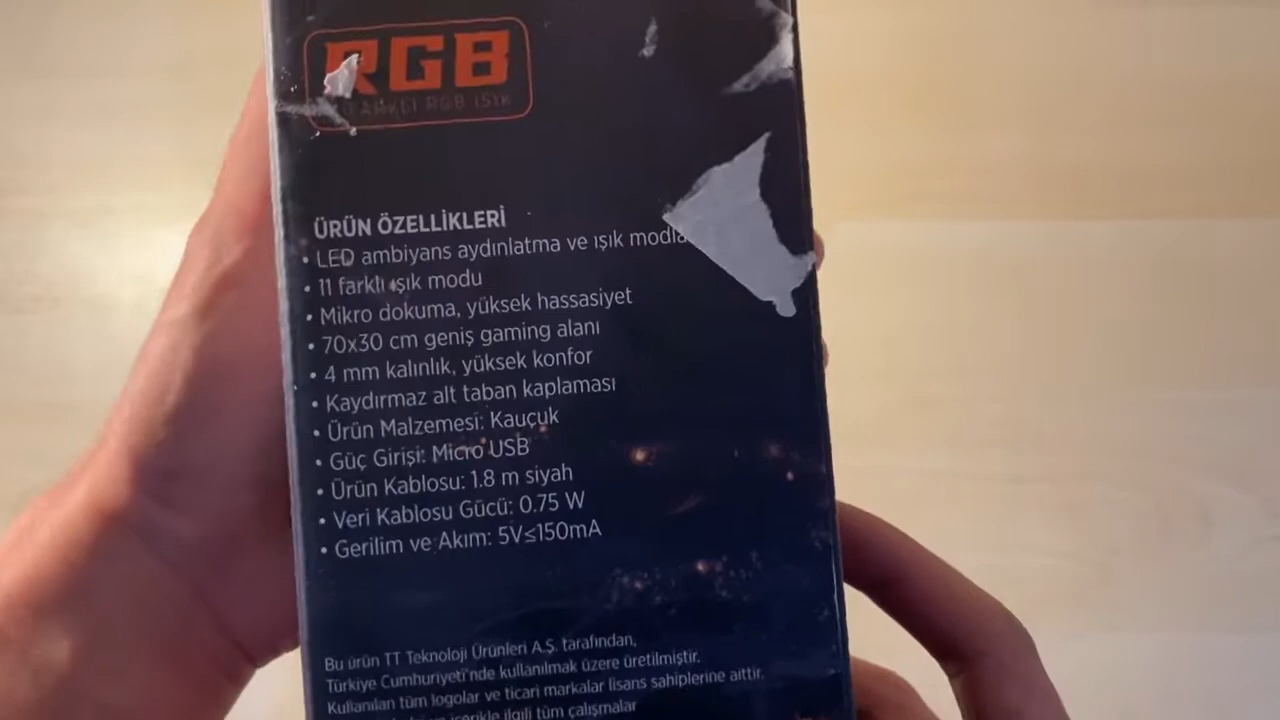 RGB
FARKLI RGB IŞIK
ÜRÜN ÖZELLİKLERİ
• LED ambiyans aydınlatma ve ışık
• 11 farklı ışık modu
• Mikro dokuma, yüksek hassasiyet
• 70x30 cm geniş gaming alanı
• 4 mm kalınlık, yüksek konfor
• Kaydırmaz alt taban kaplaması
• Ürün Malzemesi: Kauçuk
• Güç Girişi: Micro USB
• Ürün Kablosu: 1.8 m siyah
• Veri Kablosu Gücü: 0.75 W
• Gerilim ve Akım: 5V≤150mA
Bu ürün TT Teknoloji Ürünleri A.Ş. tarafından,
Türkiye Cumhuriyeti'nde kullanılmak üzere üretilmiştir.
Kullanılan tüm logolar ve ticari markalar lisans sahiplerine aittir.
ilgili tüm çalışmalar